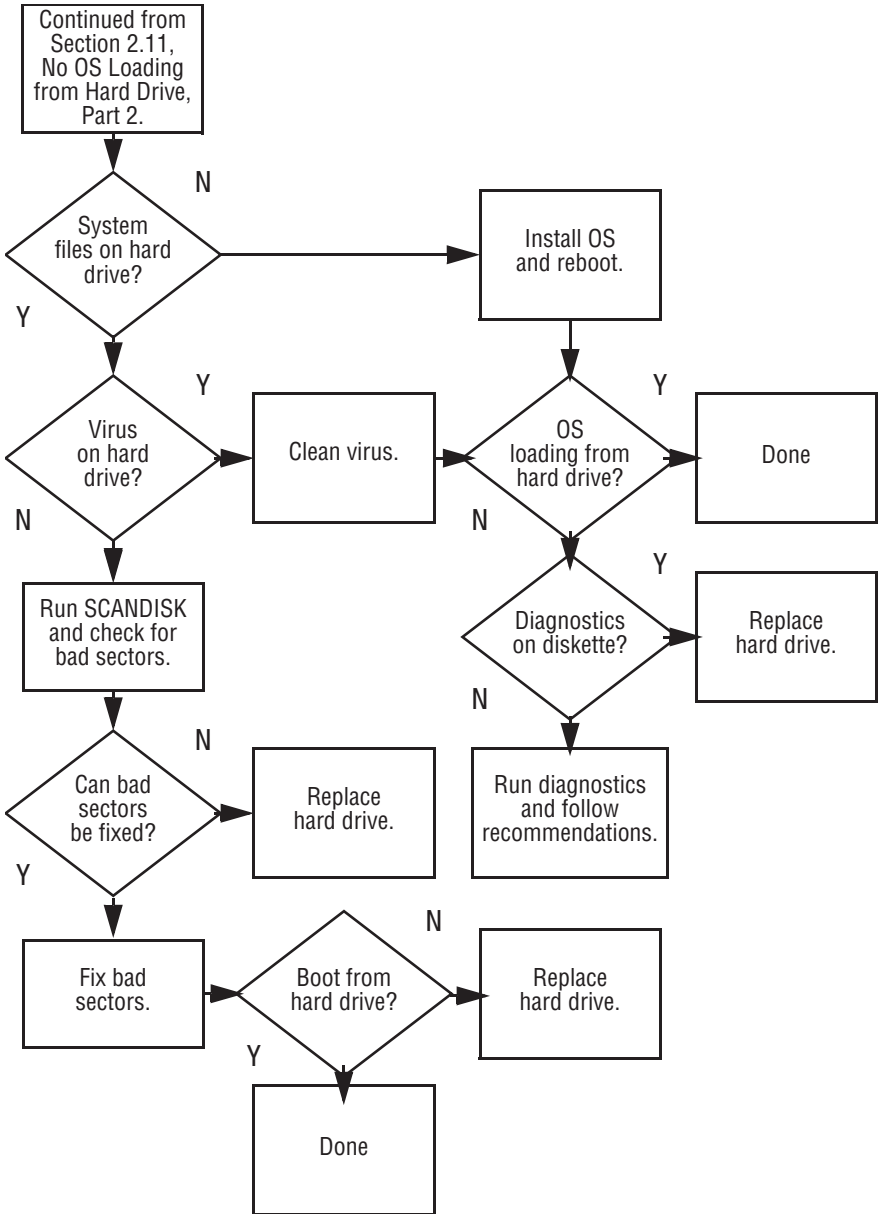 Continued from
Section 2.11,
No OS Loading
from Hard Drive,
Part 2.
N
System
files on hard
drive?
Y
Install OS
and reboot.
Y
Virus
on hard
drive?
N
Clean virus.
Y
OS
loading from
hard drive?
N
Done
Run SCANDISK
and check for
bad sectors.
Y
Diagnostics
on diskette?
N
Replace
hard drive.
N
Can bad
sectors
be fixed?
Y
Replace
hard drive.
Run diagnostics
and follow
recommendations.
Fix bad
sectors.
N
Boot from
hard drive?
Y
Replace
hard drive.
Done